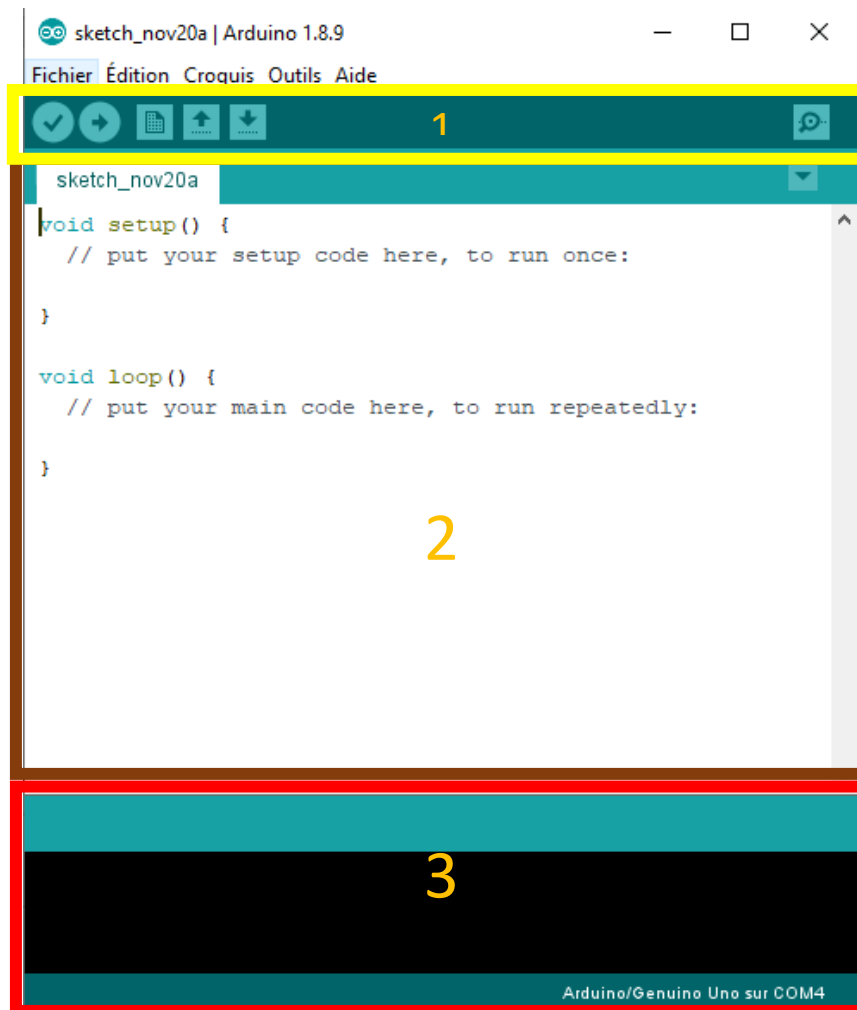 sketch_nov20a | Arduino 1.8.9
Fichier Édition Croquis Outils Aide
1
sketch_nov20a
void setup() {
  // put your setup code here, to run once:
}
void loop() {
  // put your main code here, to run repeatedly:
}
2
3
Arduino/Genuino Uno sur COM4